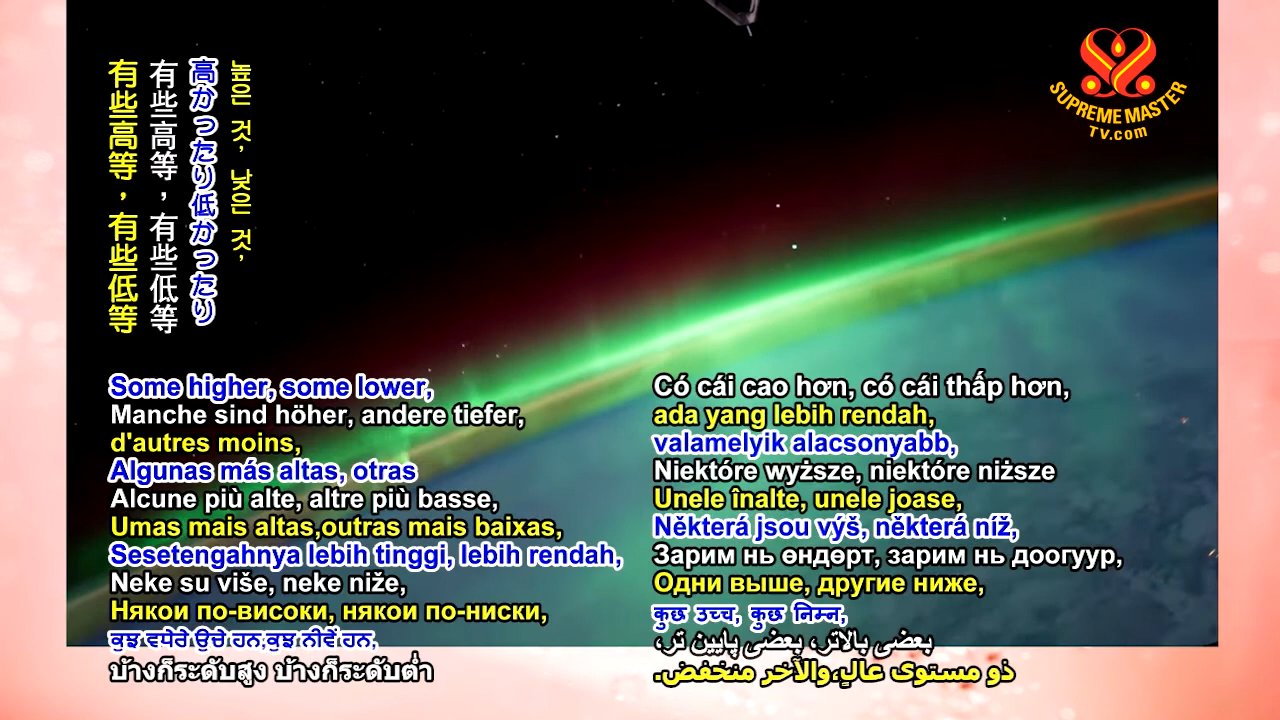 높은 것, 낮은 것,
高かったり低かったり
有些高等，有些低等
有些高等，有些低等
SUPREME MASTER
TV.com
Some higher, some lower,
Manche sind höher, andere tiefer,
d'autres moins,
Algunas más altas, otras
Alcune più alte, altre più basse,
Umas mais altas,outras mais baixas,
Sesetengahnya lebih tinggi, lebih rendah,
Neke su više, neke niže,
Някои по-високи, някои по-ниски,
ਕੁਝ ਵਧੇਰੇ ਉਚੇ ਹਨ,ਕੁਝ ਨੀਵੇਂ ਹਨ,
บ้างก็ระดับสูง บ้างก็ระดับต่ำ
Có cái cao hơn, có cái thấp hơn,
ada yang lebih rendah,
valamelyik alacsonyabb,
Niektóre wyższe, niektóre niższe
Unele înalte, unele joase,
Některá jsou výš, některá níž,
Зарим нь өндөрт, зарим нь доогуур,
Одни выше, другие ниже,
कुछ उच्च, कुछ निम्न,
بعضی بالاتر، بعضی پایین تر،
ذو مستوى عالٍ،والآخر منخفض.